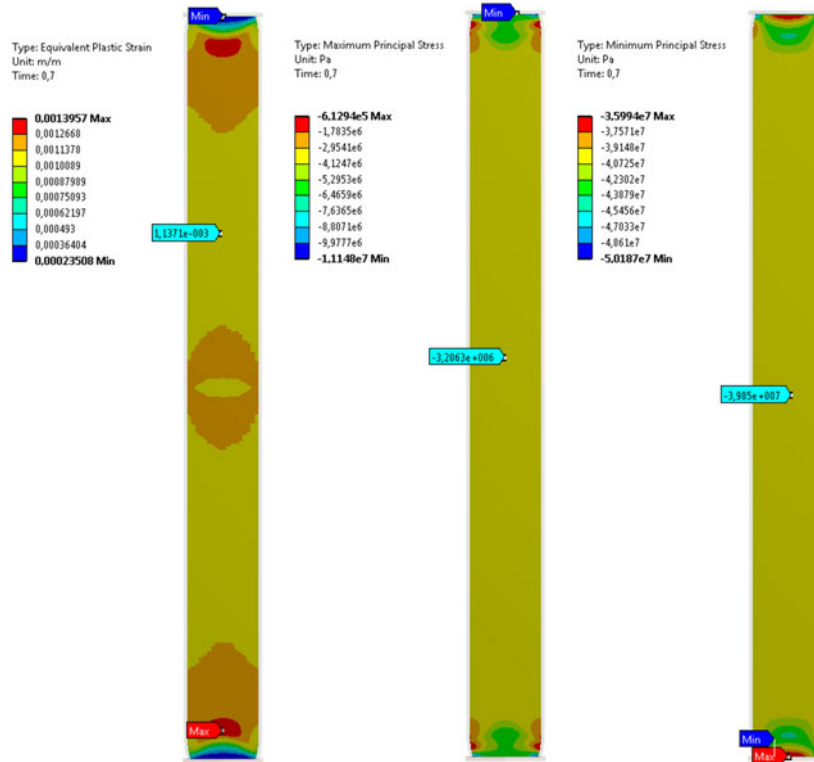 Type: Equivalent Plastic Strain
Unit: m/m
Time: 0,7
0,0013957 Max
0,0012668
0,0011378
0,0010089
0,00087989
0,00075093
0,00062197
0,000493
0,00036404
0,00023508 Min
Min
1,1371e-003
Max
Type: Maximum Principal Stress
Unit: Pa
Time: 0,7
-6,1294e5 Max
-1,7835e6
-2,9541e6
-4,1247e6
-5,2953e6
-6,4659e6
-7,6365e6
-8,8071e6
-9,9777e6
-1,1148e7 Min
Min
-3,2063e+006
Type: Minimum Principal Stress
Unit: Pa
Time: 0,7
-3,5994e7 Max
-3,7571e7
-3,9148e7
-4,0725e7
-4,2302e7
-4,3879e7
-4,5456e7
-4,7033e7
-4,861e7
-5,0187e7 Min
-3,985e+007
Min
Max